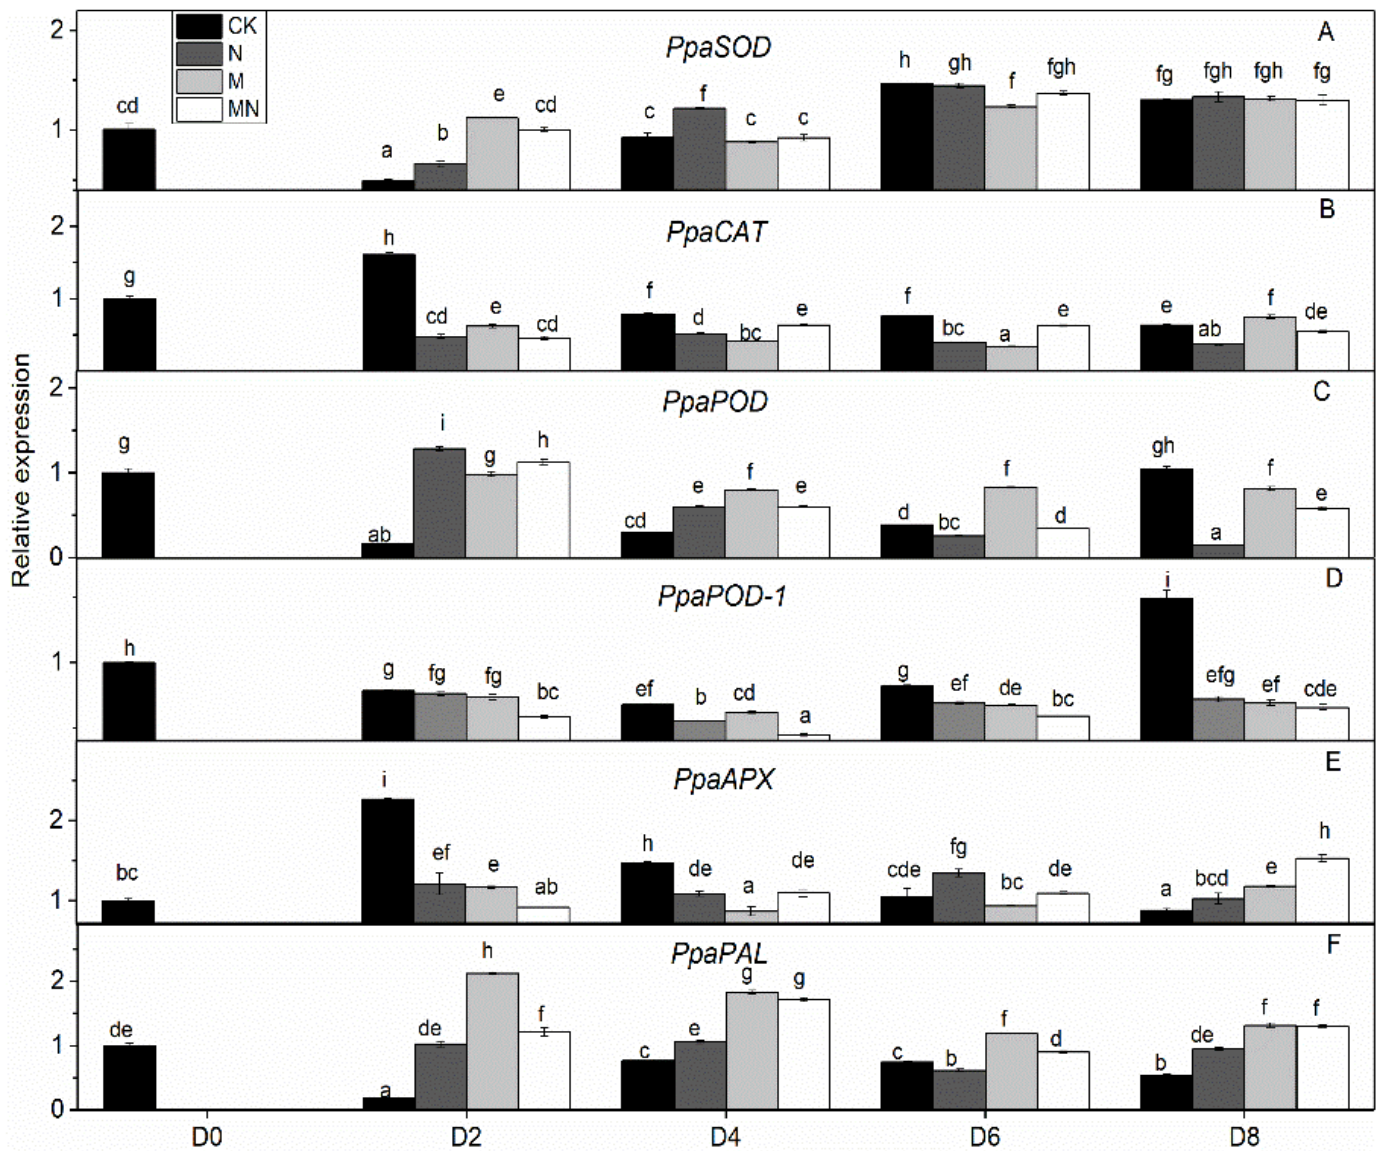 Relative expression
CK
N
M
MN
PpaSOD
A
2
1
cd
a
b
e
cd
c
f
c
c
h
gh
f
fgh
fg
fgh
fgh
fg
PpaCAT
B
2
1
g
h
cd
e
cd
f
d
bc
e
f
bc
a
e
e
ab
f
de
PpaPOD
C
2
1
0
g
ab
i
g
h
cd
e
f
e
d
bc
f
d
gh
a
f
e
PpaPOD-1
D
1
h
g
fg
fg
bc
ef
b
cd
a
g
ef
de
bc
i
efg
ef
cde
PpaAPX
E
2
1
bc
i
ef
e
ab
h
de
a
de
cde
fg
bc
de
a
bcd
e
h
PpaPAL
F
2
1
0
de
a
de
h
f
c
e
g
g
c
b
f
d
b
de
f
f
D0 D2 D4 D6 D8